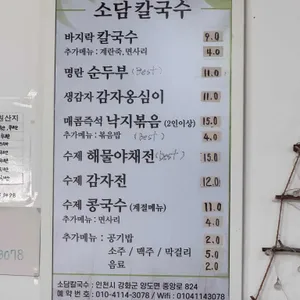 소담칼국수
바지락 칼국수 9.0
추가메뉴 : 계란죽, 면사리 4.0
명란 순두부 (Best) 11.0
생감자 감자옹심이 11.0
매콤즉석 낙지볶음 (2인이상) 15.0
추가메뉴 : 볶음밥 4.0
수제 해물야채전 (Best) 15.0
수제 감자전 12.0
수제 콩국수 (계절메뉴) 11.0
추가메뉴 : 면사리 4.0
추가메뉴 : 공기밥 2.0
소주 / 맥주 / 막걸리 5.0
음료 2.0
소담칼국수 : 인천시 강화군 양도면 중앙로 824
예약번호 : 010-4114-3078 / Wifi : 01041143078
원산지
3078